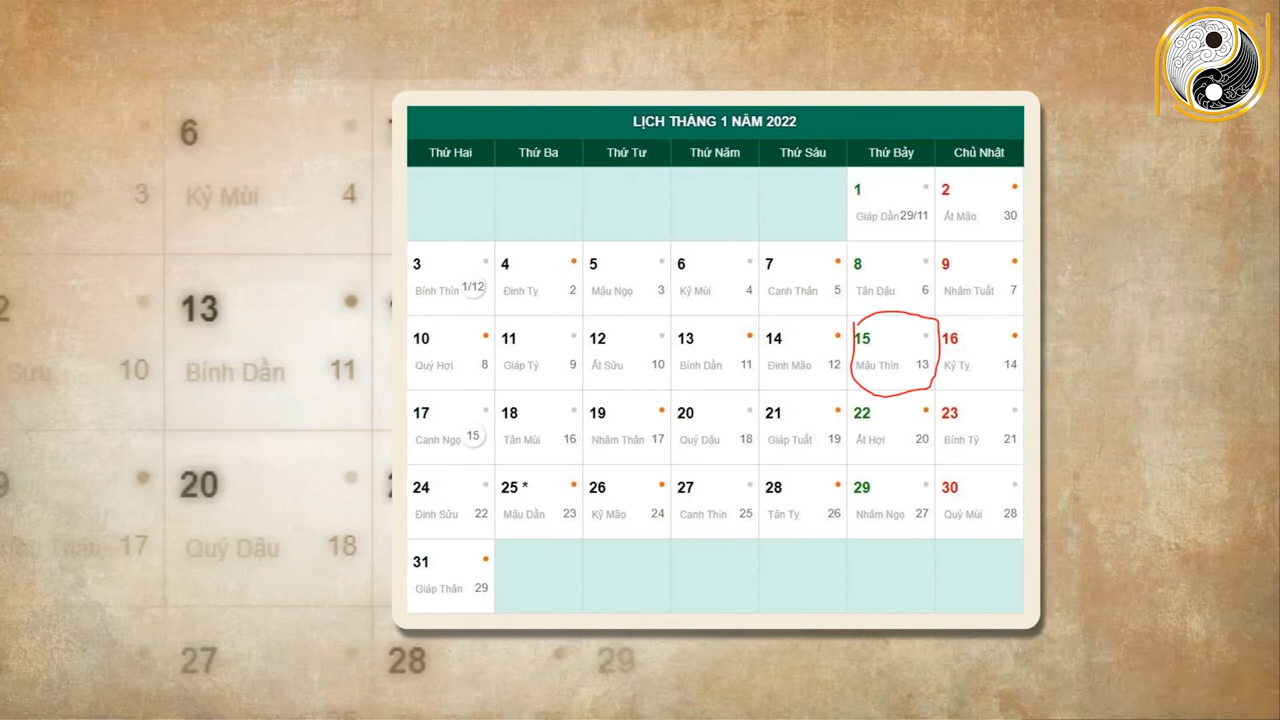 LỊCH THÁNG 1 NĂM 2022
Thứ Hai Thứ Ba Thứ Tư Thứ Năm Thứ Sáu Thứ Bảy Chủ Nhật
1 2
Giáp Dần 29/11 Ất Mão 30
3 4 5 6 7 8 9
Bính Thìn 1/12 Đinh Tỵ 2 Mậu Ngọ 3 Kỷ Mùi 4 Canh Thân 5 Tân Dậu 6 Nhâm Tuất 7
10 11 12 13 14 15 16
Quý Hợi 8 Giáp Tý 9 Ất Sửu 10 Bính Dần 11 Đinh Mão 12 Mậu Thìn 13 Kỷ Tỵ 14
17 18 19 20 21 22 23
Canh Ngọ 15 Tân Mùi 16 Nhâm Thân 17 Quý Dậu 18 Giáp Tuất 19 Ất Hợi 20 Bính Tý 21
24 25 * 26 27 28 29 30
Đinh Sửu 22 Mậu Dần 23 Kỷ Mão 24 Canh Thìn 25 Tân Tỵ 26 Nhâm Ngọ 27 Quý Mùi 28
31
Giáp Thân 29
6
3 Kỷ Mùi 4
13
Sửu 10 Bính Dần 11
20
17 Quý Dậu 18
27 28 29